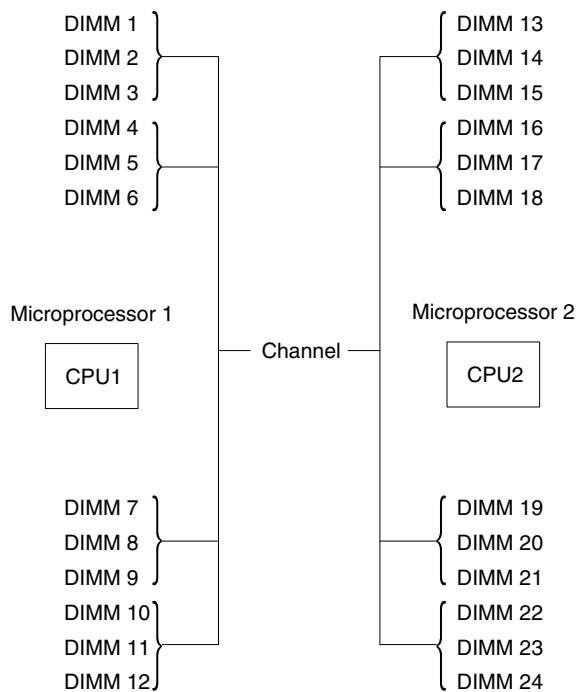 DIMM 1
DIMM 2
DIMM 3
DIMM 4
DIMM 5
DIMM 6
Microprocessor 1
CPU1
DIMM 7
DIMM 8
DIMM 9
DIMM 10
DIMM 11
DIMM 12
Channel
DIMM 13
DIMM 14
DIMM 15
DIMM 16
DIMM 17
DIMM 18
Microprocessor 2
CPU2
DIMM 19
DIMM 20
DIMM 21
DIMM 22
DIMM 23
DIMM 24